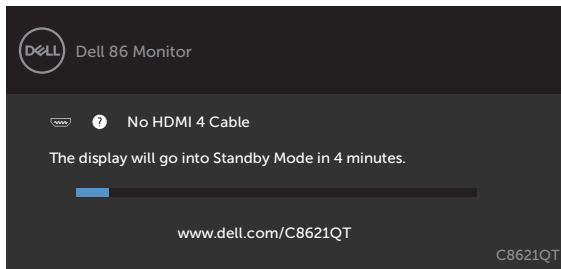 DELL
Dell 86 Monitor
? No HDMI 4 Cable
The display will go into Standby Mode in 4 minutes.
www.dell.com/C8621QT
C8621QT